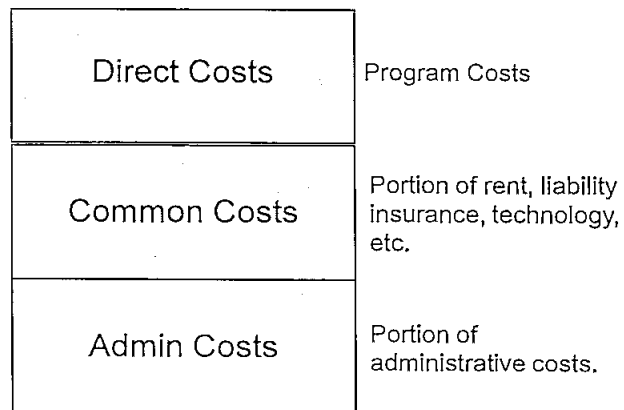 Direct Costs
Program Costs
Common Costs
Portion of rent, liability
insurance, technology,
etc.
Admin Costs
Portion of
administrative costs.